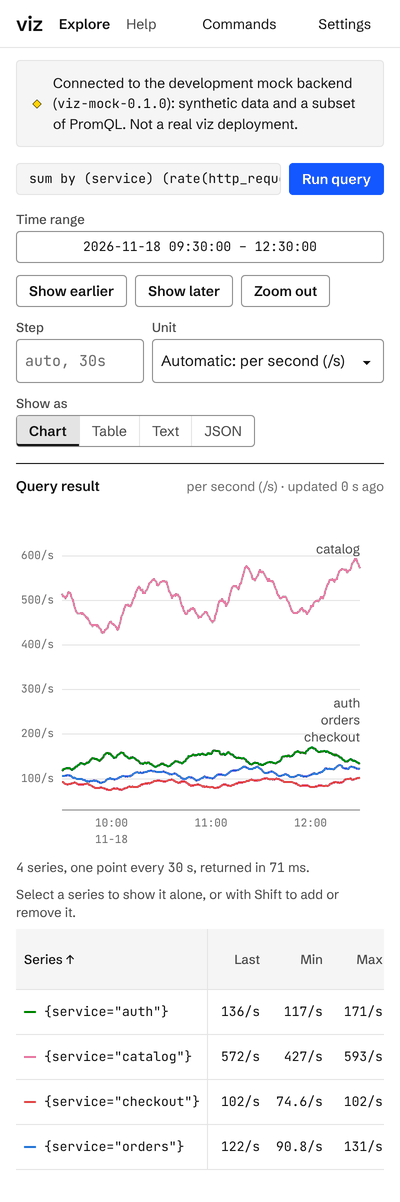 viz Explore Help Commands Settings
Connected to the development mock backend
(viz-mock-0.1.0): synthetic data and a subset
of PromQL. Not a real viz deployment.
sum by (service) (rate(http_requ
Run query
Time range
2026-11-18 09:30:00 – 12:30:00
Show earlier Show later Zoom out
Step Unit
auto, 30s Automatic: per second (/s)
Show as
Chart Table Text JSON
Query result per second (/s) · updated 0 s ago
600/s
500/s
400/s
300/s
200/s
100/s
catalog
auth
orders
checkout
10:00 11:00 12:00
11-18
4 series, one point every 30 s, returned in 71 ms.
Select a series to show it alone, or with Shift to add or
remove it.
Series ↑ Last Min Max
{service="auth"} 136/s 117/s 171/s
{service="catalog"} 572/s 427/s 593/s
{service="checkout"} 102/s 74.6/s 102/s
{service="orders"} 122/s 90.8/s 131/s